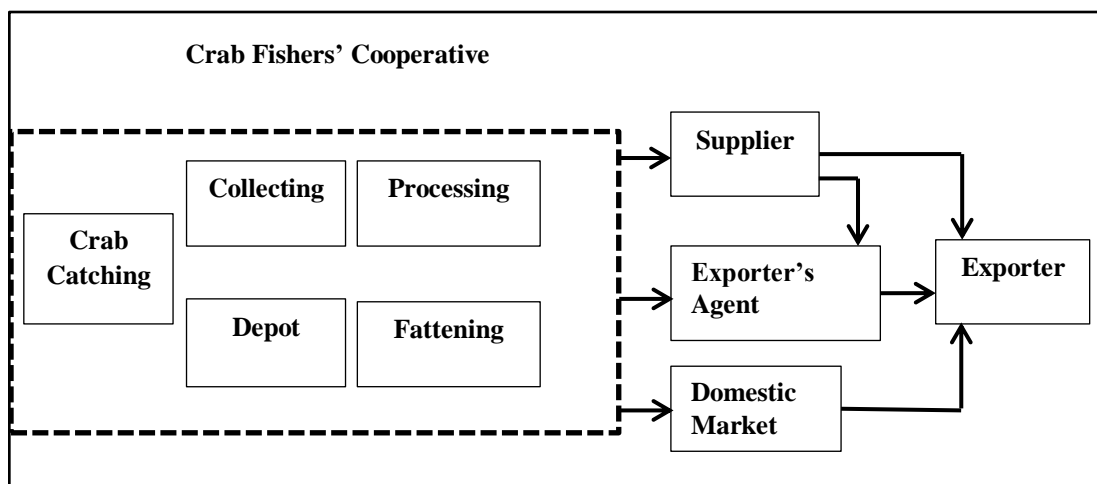 Crab Fishers’ Cooperative
Crab
Catching
Collecting
Processing
Depot
Fattening
Supplier
Exporter’s
Agent
Domestic
Market
Exporter